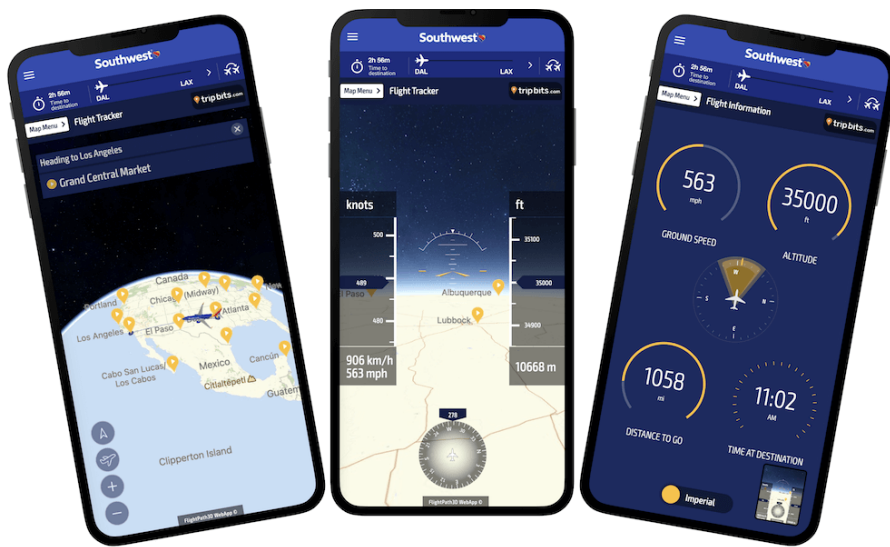 Southwest
2h 56m
Time to
destination
DAL
LAX
Map Menu
Flight Tracker
tripbits.com
Heading to Los Angeles
Grand Central Market
Canada
Portland
Chicago (Midway)
Los Angeles
El Paso
Atlanta
Cabo San Lucas/
Los Cabos
Mexico
Cancún
Citlaltépetl
Clipperton Island
FlightPath3D WebApp ©
Southwest
2h 56m
Time to
destination
DAL
LAX
Map Menu
Flight Tracker
tripbits.com
knots
ft
500
35100
489
35000
El Paso
Albuquerque
480
Lubbock
34900
906 km/h
563 mph
10668 m
278
FlightPath3D WebApp ©
Southwest
2h 56m
Time to
destination
DAL
LAX
Map Menu
Flight Information
tripbits.com
563
mph
GROUND SPEED
35000
ft
ALTITUDE
W
S
N
E
1058
mi
DISTANCE TO GO
11:02
AM
TIME AT DESTINATION
Imperial